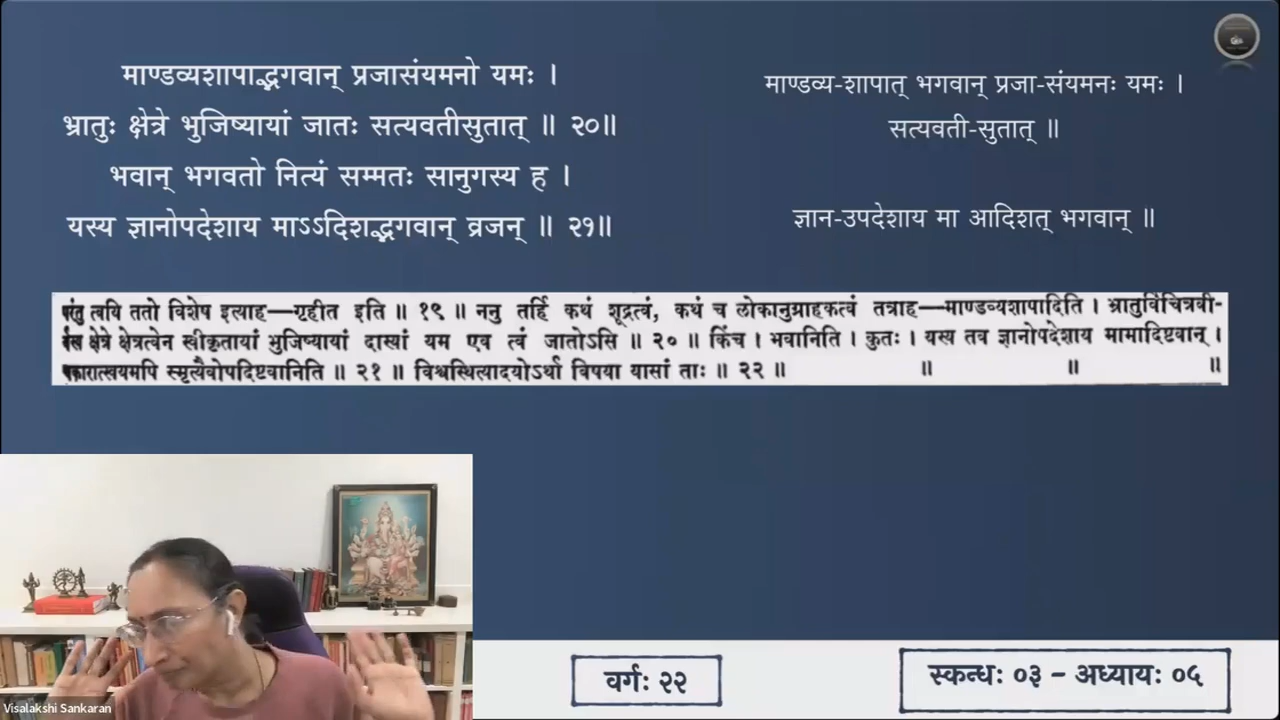 माण्डव्यशापाद्भगवान् प्रजासंयमनो यमः ।
भ्रातुः क्षेत्रे भुजिष्यायां जातः सत्यवतीसुतात् ॥ २०॥
भवान् भगवतो नित्यं सम्मतः सानुगस्य ह ।
यस्य ज्ञानोपदेशाय माऽऽदिशद्भगवान् व्रजन् ॥ २१॥
माण्डव्य-शापात् भगवान् प्रजा-संयमनः यमः ।
सत्यवती-सुतात् ॥
ज्ञान-उपदेशाय मा आदिशत् भगवान् ॥
परंतु त्वयि ततो विशेष इत्याह—गृहीत इति ॥ १९ ॥ ननु तर्हि कथं शूद्रत्वं, कथं च लोकानुग्राहकत्वं तत्राह—माण्डव्यशापादिति । भ्रातुर्विचित्रवी-
क्षेत्रे क्षेत्रत्वेन स्वीकृतायां भुजिष्यायां दास्यां यम एव त्वं जातोऽसि ॥ २० ॥ किंच । भवानिति । कुतः । यस्य तव ज्ञानोपदेशाय मामादिष्टवान् ।
स्मृत्यैवोपदिष्टवानिति ॥ २१ ॥ विश्वस्थित्यादयोऽर्था विषया यासां ताः ॥ २२ ॥ ॥ ॥ ॥
Visalakshi Sankaran
वर्गः २२
स्कन्धः ०३ – अध्यायः ०५